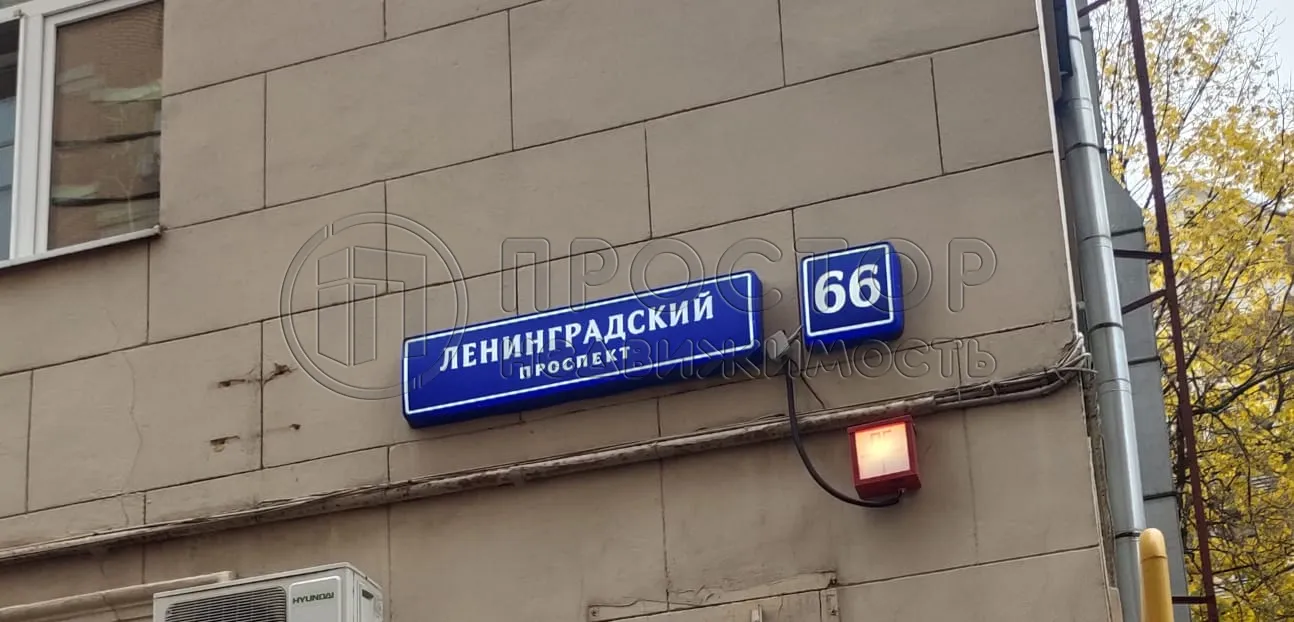 ЛЕНИНГРАДСКИЙ
ПРОСПЕКТ
66
ПРОСТОР
НЕДВИЖИМОСТЬ
HYUNDAI